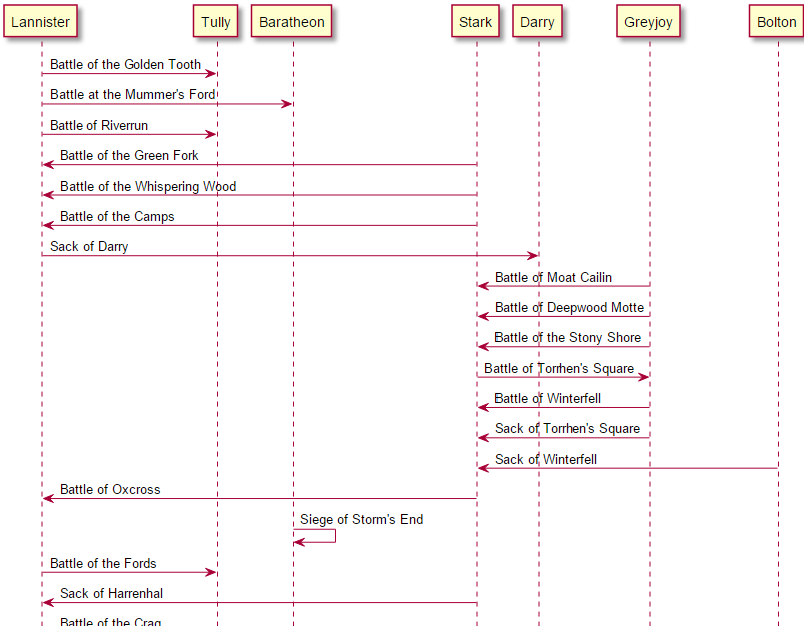 Lannister Tully Baratheon Stark Darry Greyjoy Bolton
Battle of the Golden Tooth
Battle at the Mummer's Ford
Battle of Riverrun
Battle of the Green Fork
Battle of the Whispering Wood
Battle of the Camps
Sack of Darry
Battle of Moat Cailin
Battle of Deepwood Motte
Battle of the Stony Shore
Battle of Torrhen's Square
Battle of Winterfell
Sack of Torrhen's Square
Sack of Winterfell
Battle of Oxcross
Siege of Storm's End
Battle of the Fords
Sack of Harrenhal
Battle of the Crag